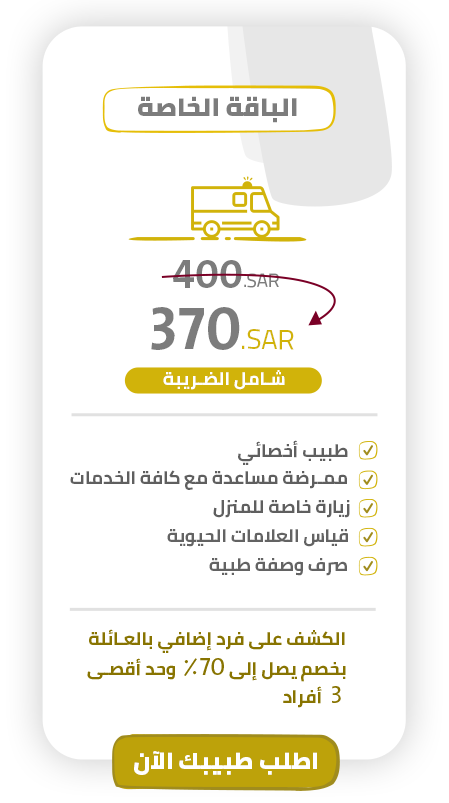 الباقة الخاصة
400.SAR
370.SAR
شامل الضريبة
طبيب أخصائي
ممرضة مساعدة مع كافة الخدمات
زيارة خاصة للمنزل
قياس العلامات الحيوية
صرف وصفة طبية
الكشف على فرد إضافي بالعائلة
بخصم يصل إلى 70٪ وحد أقصى
3 أفراد
اطلب طبيبك الآن